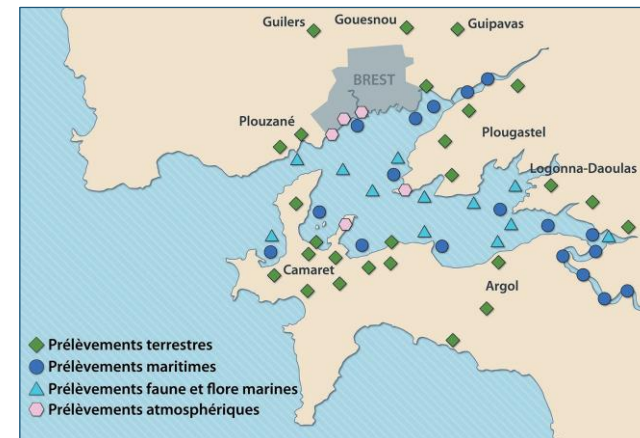 Guilers
Gouesnou
Guipavas
BREST
Plouzané
Plougastel
Logonna-Daoulas
Camaret
Argol
Prélèvements terrestres
Prélèvements maritimes
Prélèvements faune et flore marines
Prélèvements atmosphériques